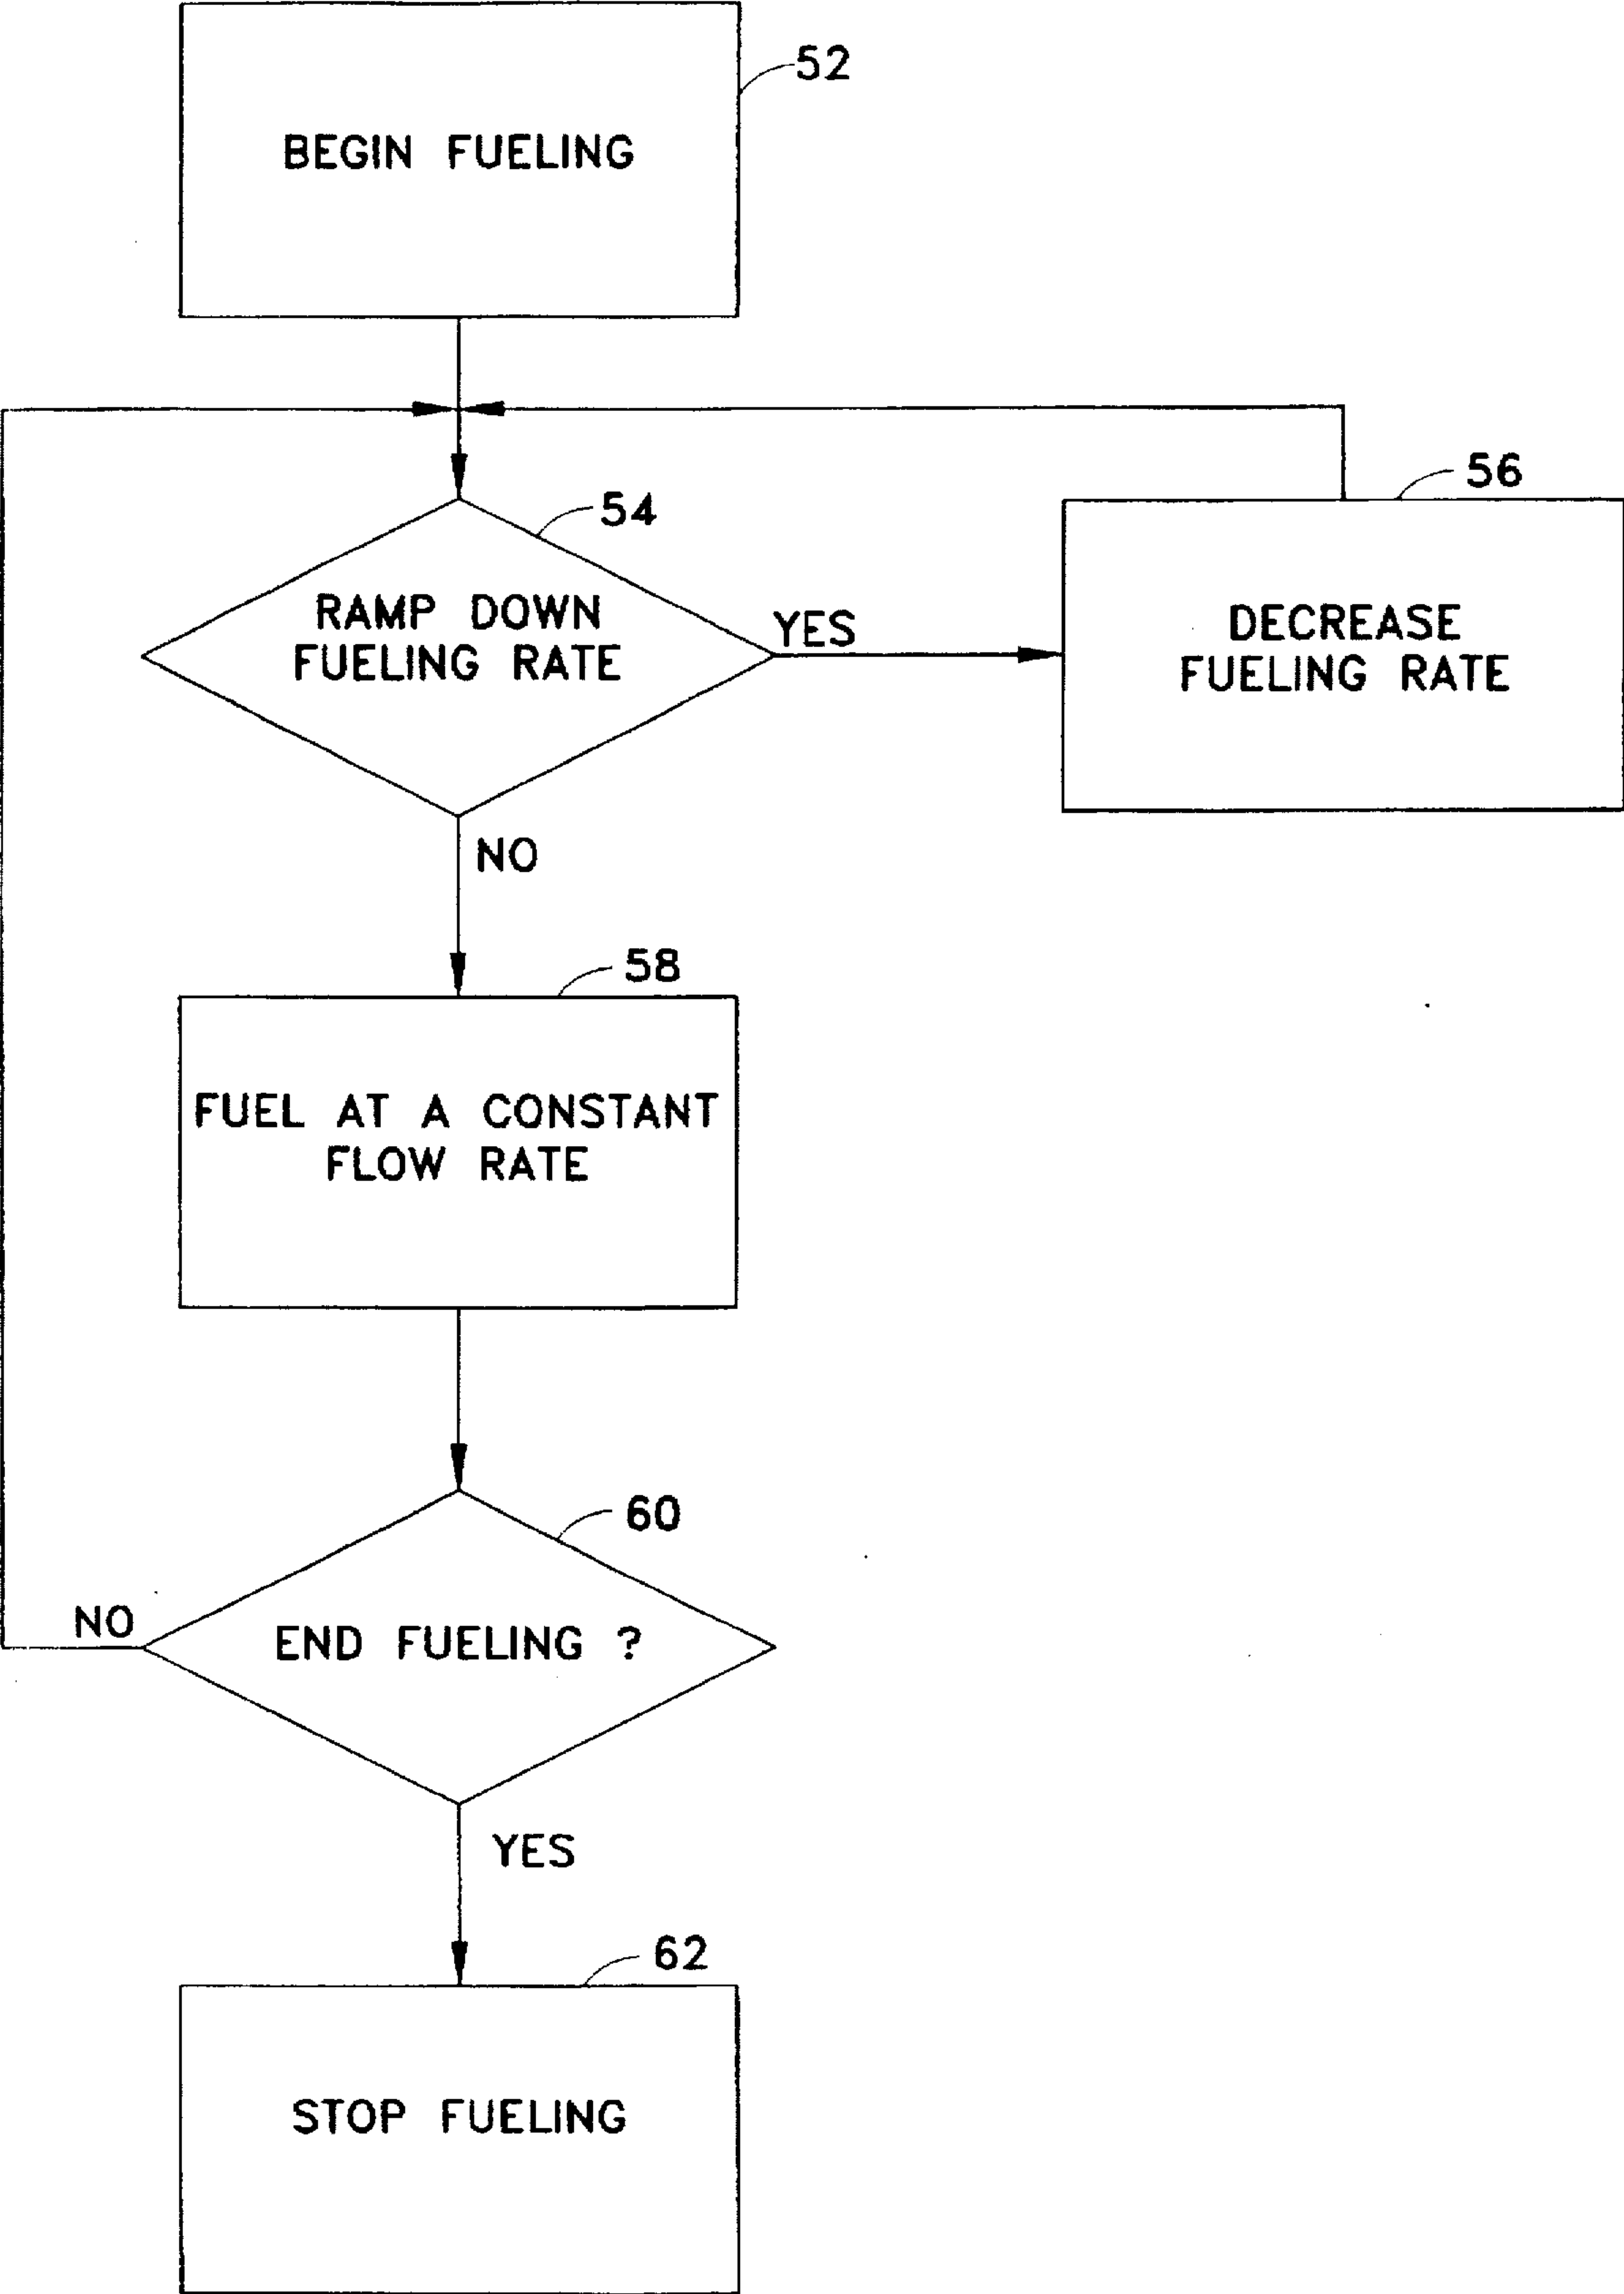 52
BEGIN FUELING
54
RAMP DOWN
FUELING RATE
YES
56
DECREASE
FUELING RATE
NO
58
FUEL AT A CONSTANT
FLOW RATE
60
END FUELING ?
NO
YES
62
STOP FUELING